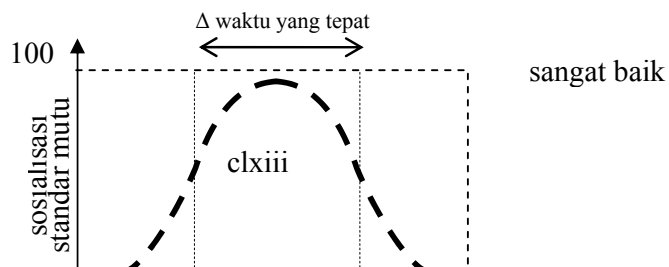 Δ waktu yang tepat
100
sangat baik
sosialisasi
standar mutu
clxiii